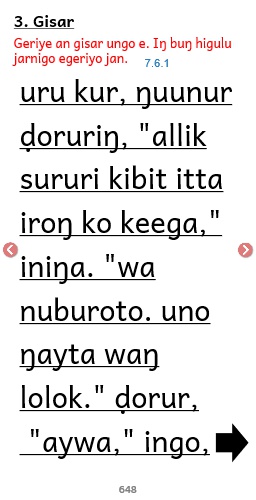 3. Gisar
Geriye an gisar ungo e. Iŋ buŋ higulu
jarnigo egeriyo jan.
7.6.1
uru kur, ŋuunur
ḍoruriŋ, "allik
sururi kibit itta
iroŋ ko keega,"
iniŋa. "wa
nuburoto. uno
ŋayta waŋ
lolok." ḍorur,
"aywa," ingo,
648